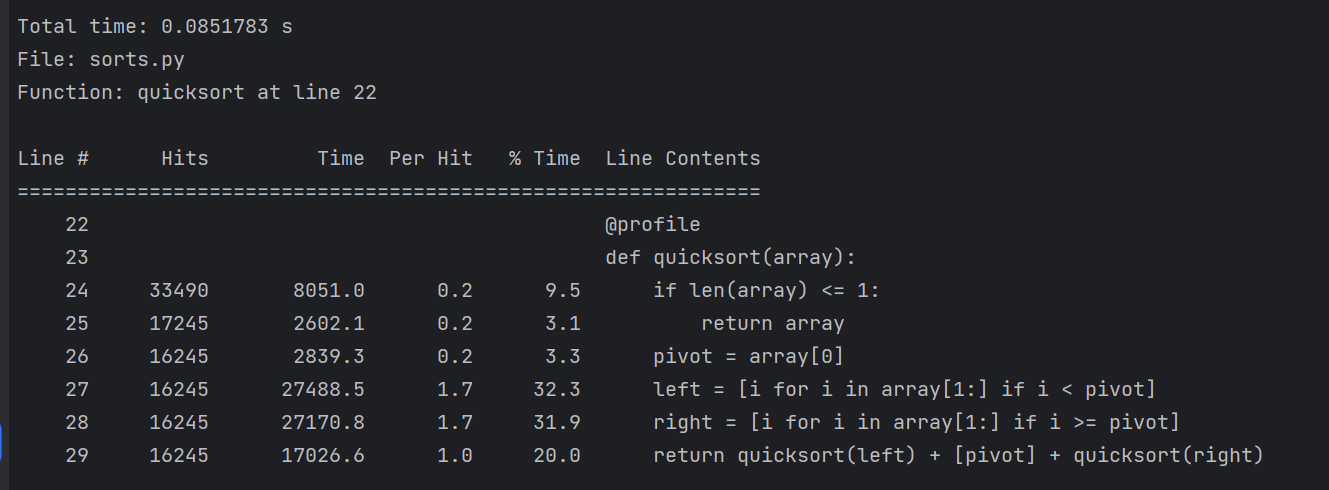 Total time: 0.0851783 s
File: sorts.py
Function: quicksort at line 22

Line #      Hits         Time  Per Hit   % Time  Line Contents
==============================================================
    22                                           @profile
    23                                           def quicksort(array):
    24     33490       8051.0      0.2      9.5      if len(array) <= 1:
    25     17245       2602.1      0.2      3.1          return array
    26     16245       2839.3      0.2      3.3      pivot = array[0]
    27     16245      27488.5      1.7     32.3      left = [i for i in array[1:] if i < pivot]
    28     16245      27170.8      1.7     31.9      right = [i for i in array[1:] if i >= pivot]
    29     16245      17026.6      1.0     20.0      return quicksort(left) + [pivot] + quicksort(right)